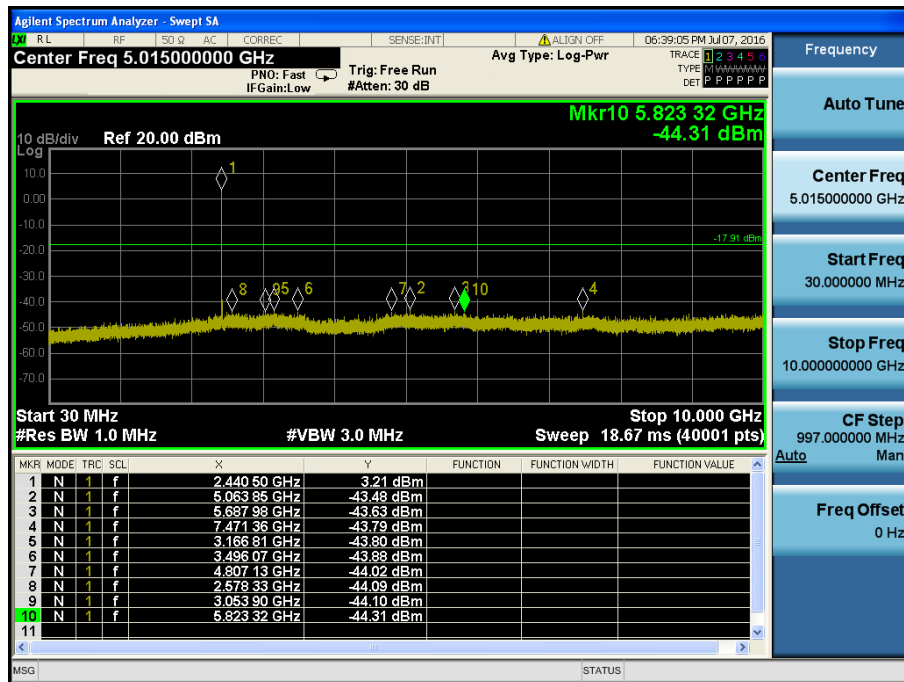 Agilent Spectrum Analyzer - Swept SA
LXI RL RF 50 Ω AC CORREC SENSE:INT ALIGN OFF 06:39:05 PM Jul 07, 2016
Center Freq 5.015000000 GHz
PNO: Fast
IFGain:Low
Trig: Free Run
#Atten: 30 dB
Avg Type: Log-Pwr
TRACE 1 2 3 4 5 6
TYPE M W W W W W
DET P P P P P P
Frequency
Mkr10 5.823 32 GHz
-44.31 dBm
10 dB/div Ref 20.00 dBm
Log
10.0
0.00
-10.0
-20.0
-30.0
-40.0
-50.0
-60.0
-70.0
-17.91 dBm
1
8 9 5 6 7 2 3 10 4
Start 30 MHz Stop 10.000 GHz
#Res BW 1.0 MHz #VBW 3.0 MHz Sweep 18.67 ms (40001 pts)
MKR MODE TRC SCL X Y FUNCTION FUNCTION WIDTH FUNCTION VALUE
1 N 1 f 2.440 50 GHz 3.21 dBm
2 N 1 f 5.063 85 GHz -43.48 dBm
3 N 1 f 5.687 98 GHz -43.63 dBm
4 N 1 f 7.471 36 GHz -43.79 dBm
5 N 1 f 3.166 81 GHz -43.80 dBm
6 N 1 f 3.496 07 GHz -43.88 dBm
7 N 1 f 4.807 13 GHz -44.02 dBm
8 N 1 f 2.578 33 GHz -44.09 dBm
9 N 1 f 3.053 90 GHz -44.10 dBm
10 N 1 f 5.823 32 GHz -44.31 dBm
11
MSG STATUS
Auto Tune
Center Freq
5.015000000 GHz
Start Freq
30.000000 MHz
Stop Freq
10.000000000 GHz
CF Step
997.000000 MHz
Auto Man
Freq Offset
0 Hz